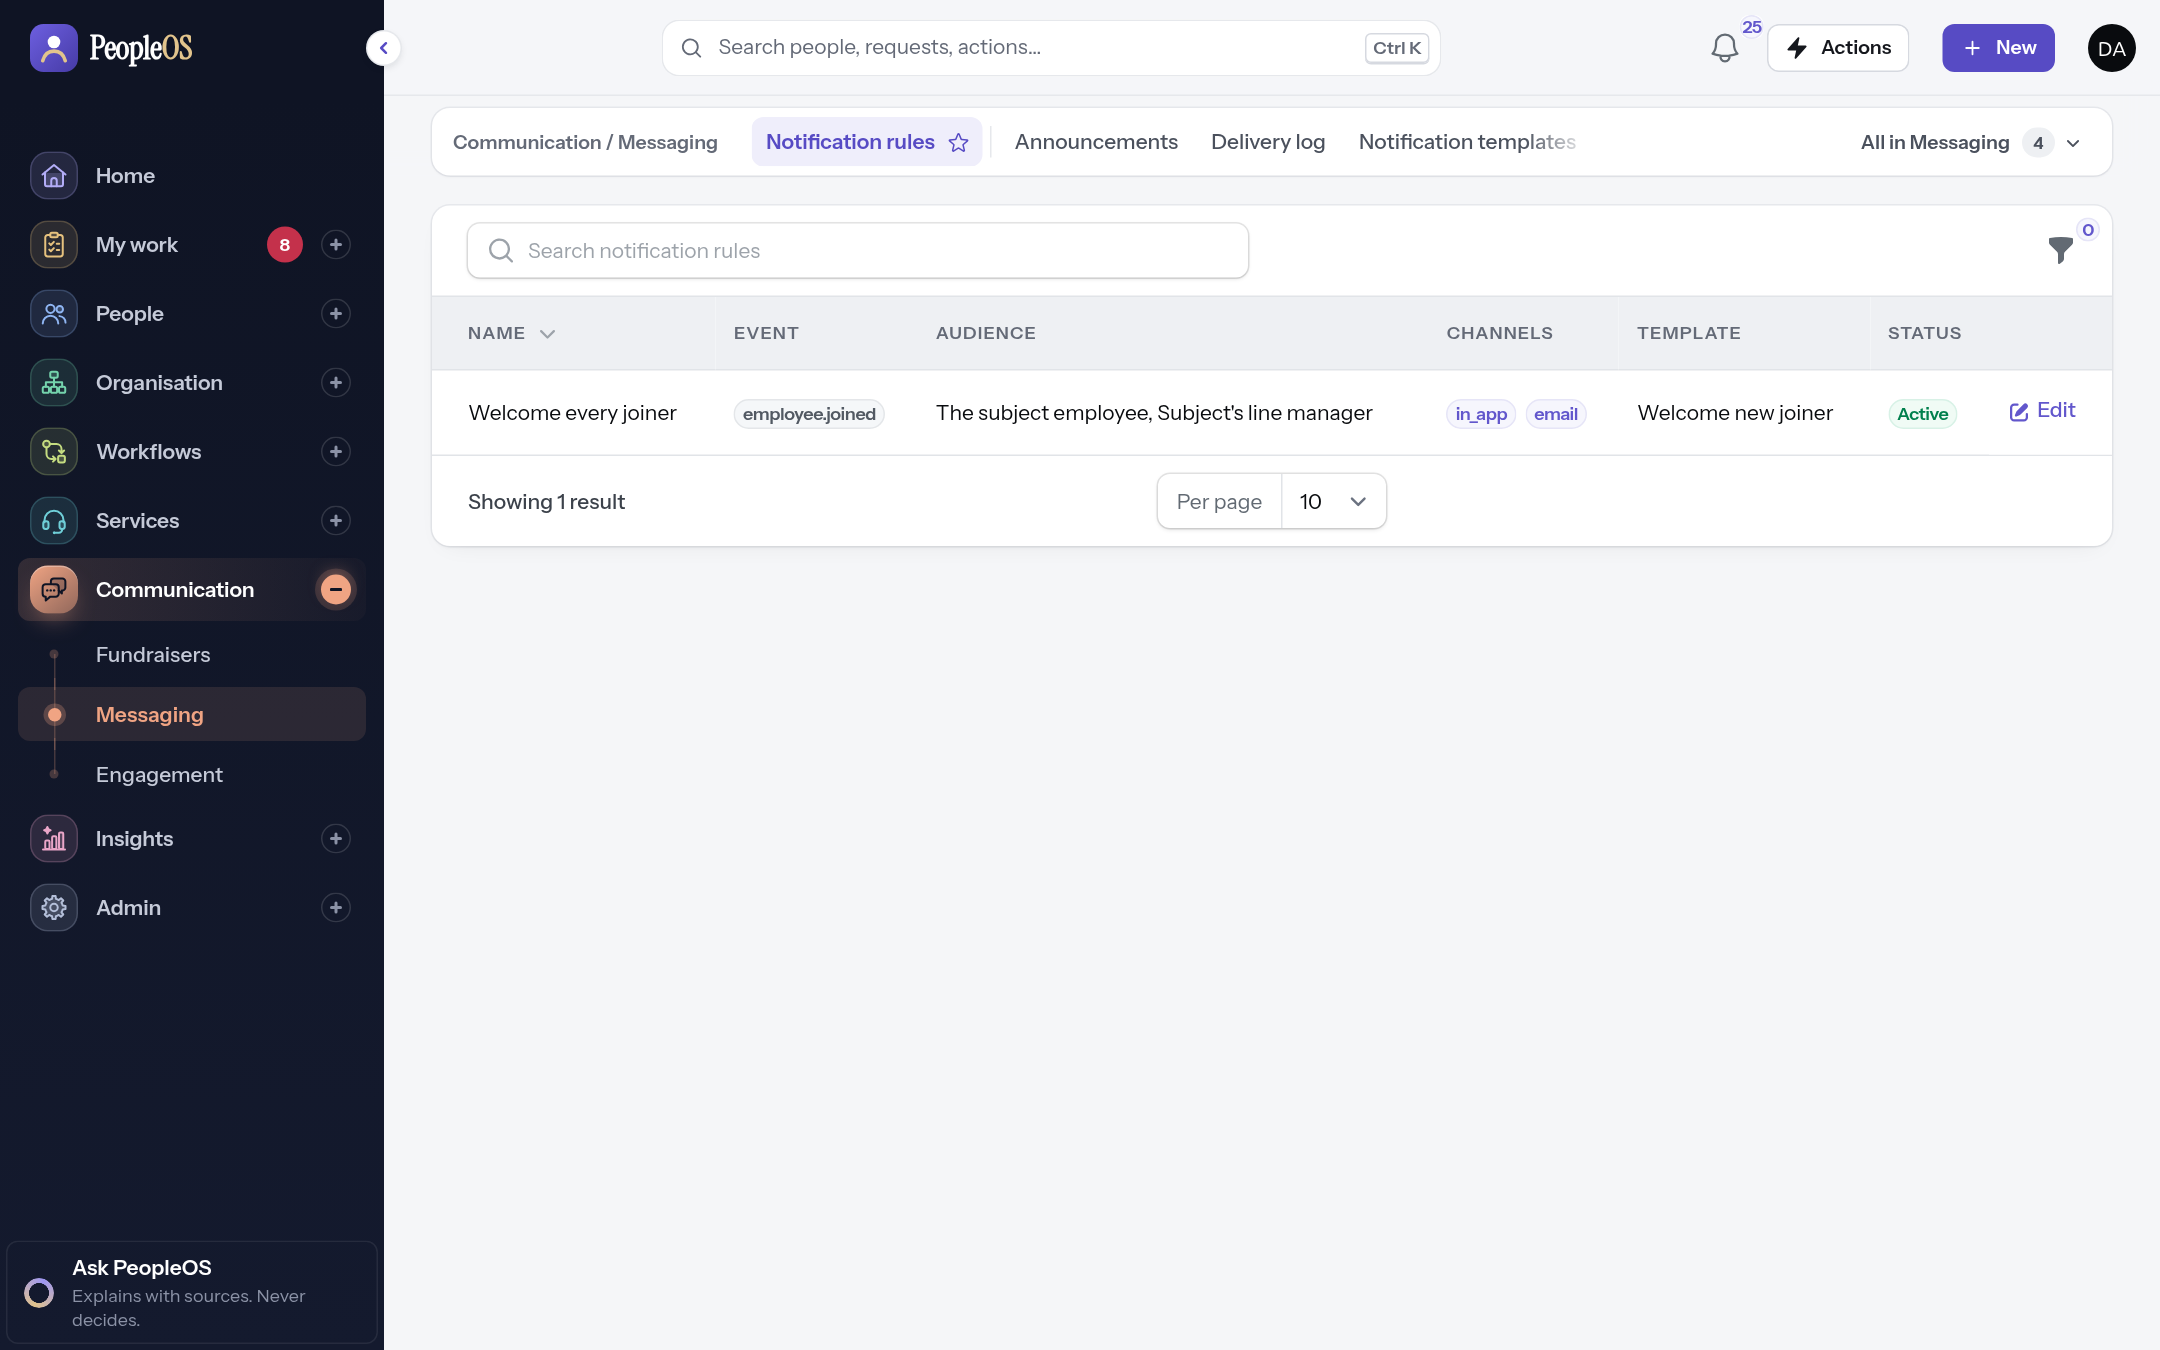 PeopleOS
Search people, requests, actions...
Ctrl K
25
Actions
New
DA
Home
My work
8
People
Organisation
Workflows
Services
Communication
Fundraisers
Messaging
Engagement
Insights
Admin
Ask PeopleOS
Explains with sources. Never
decides.
Communication / Messaging
Notification rules
Announcements
Delivery log
Notification templates
All in Messaging
4
Search notification rules
0
NAME
EVENT
AUDIENCE
CHANNELS
TEMPLATE
STATUS
Welcome every joiner
employee.joined
The subject employee, Subject's line manager
in_app
email
Welcome new joiner
Active
Edit
Showing 1 result
Per page
10